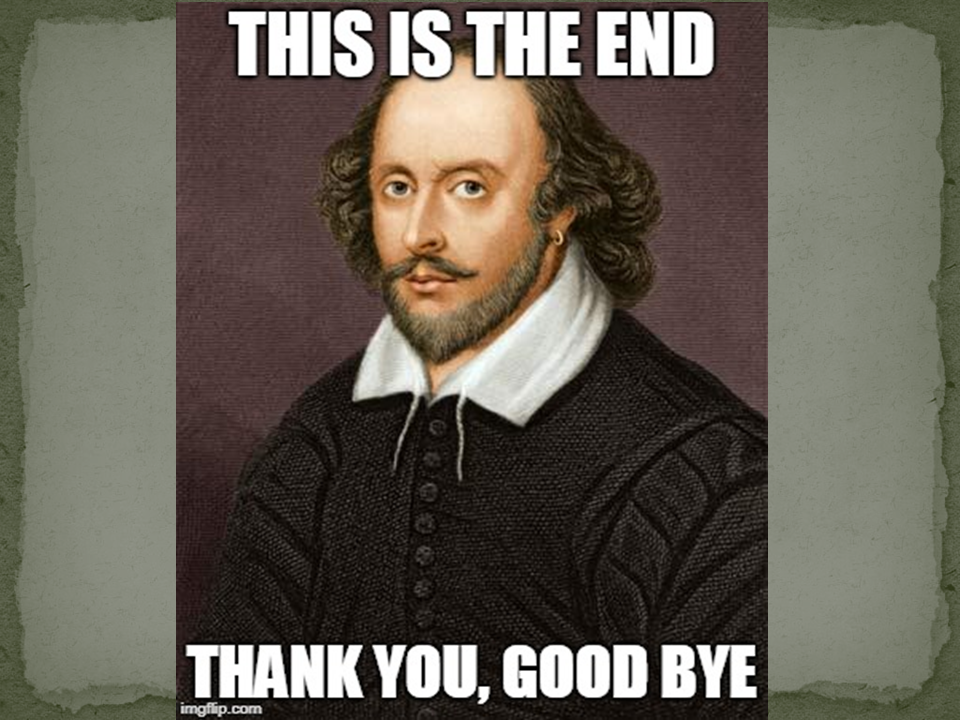 THIS IS THE END
THANK YOU, GOOD BYE
imgflip.com